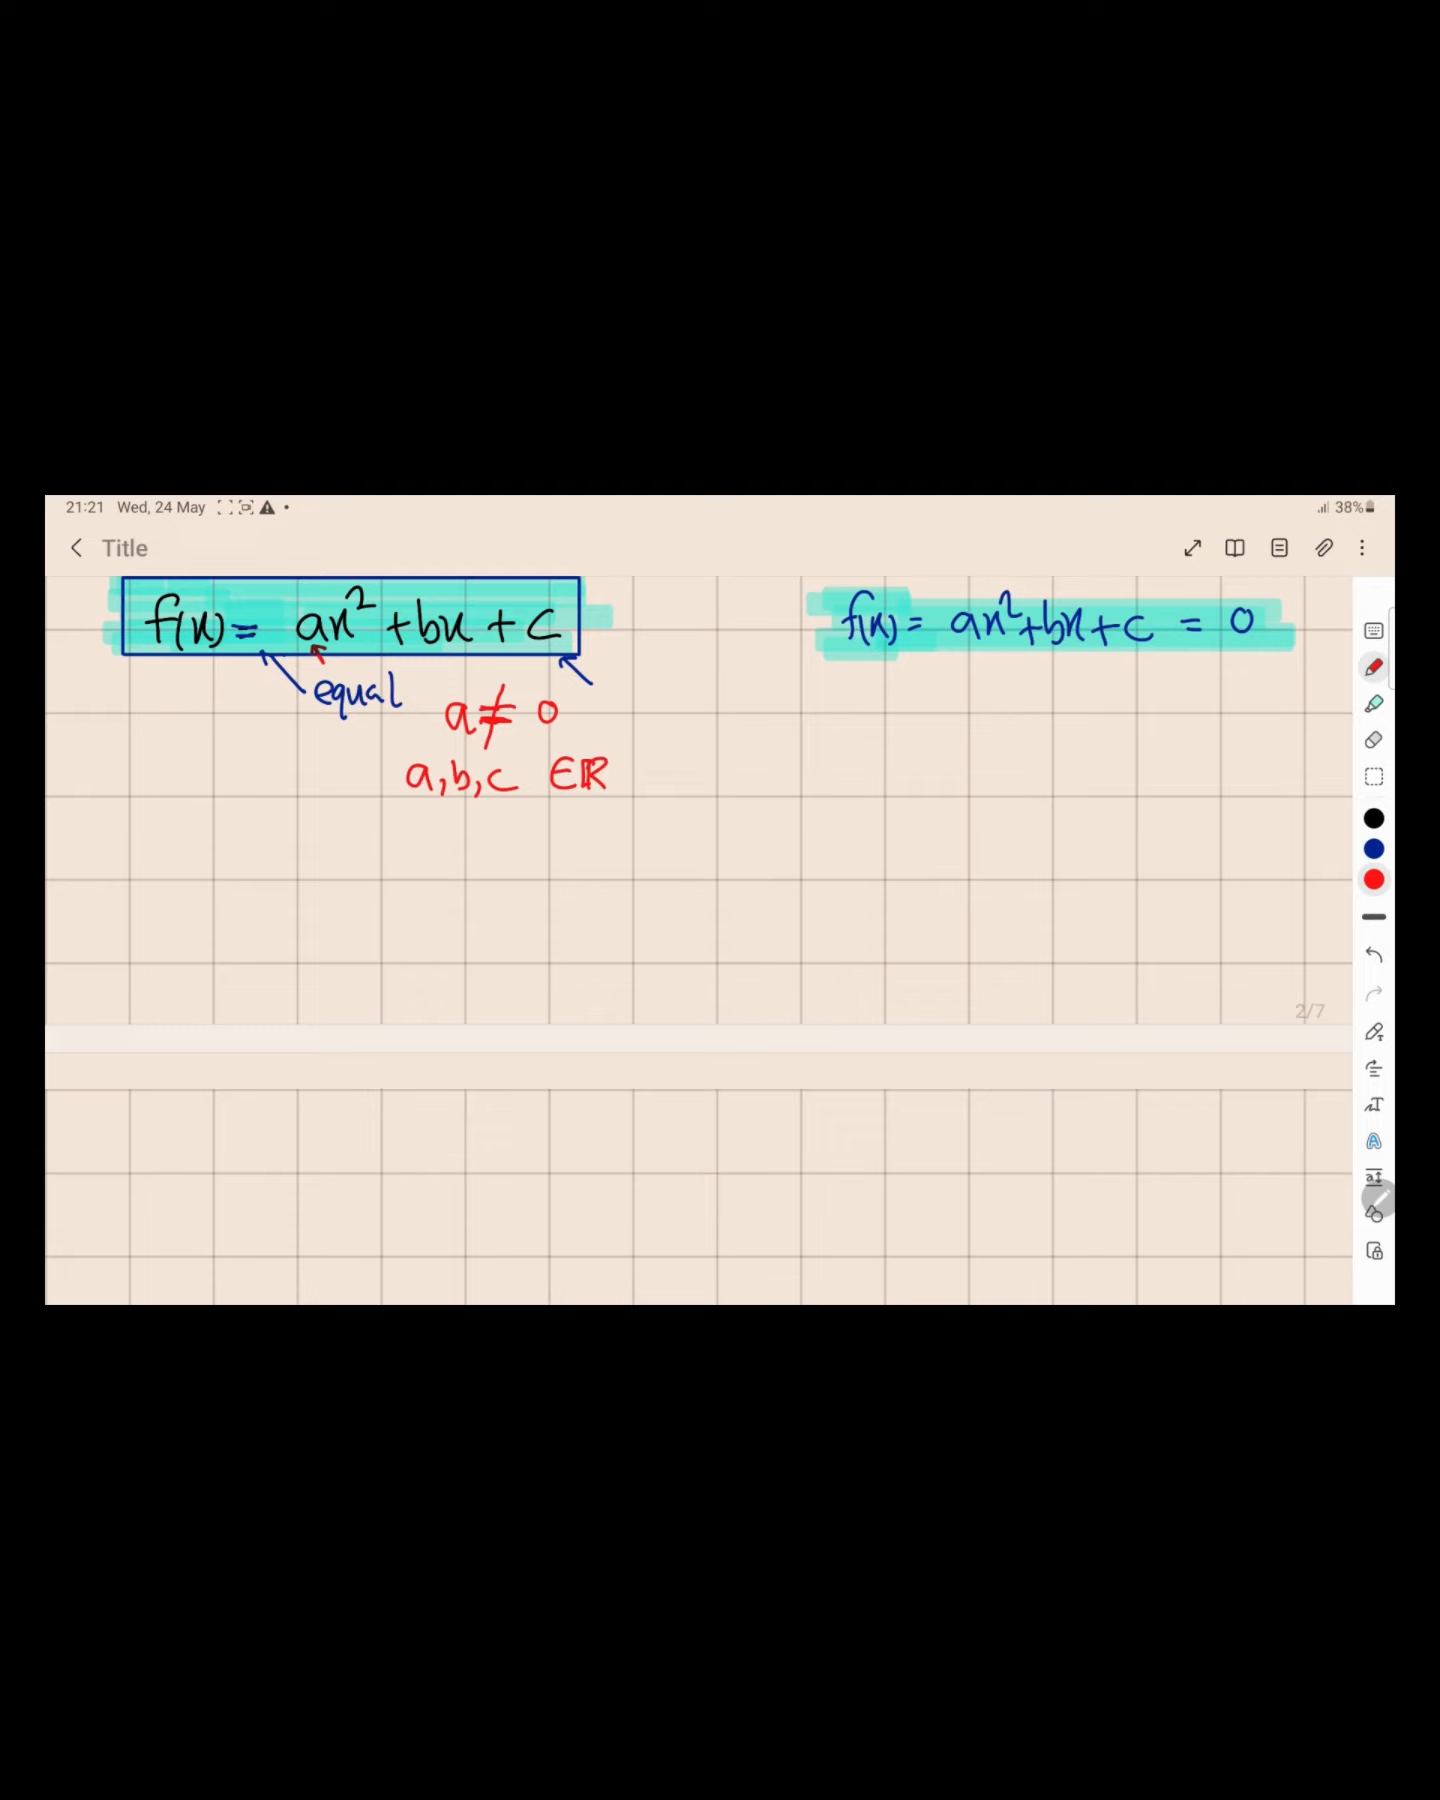 21:21 Wed, 24 May
38%
Title
f(x) = ax² + bx + c
f(x) = ax² + bx + c = 0
equal
a ≠ 0
a, b, c ∈ ℝ
2/7